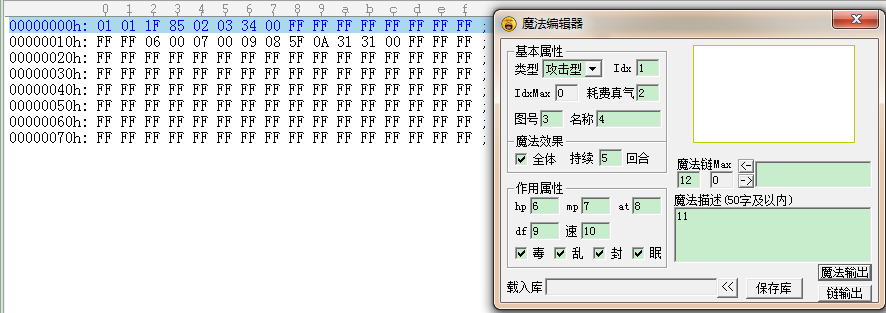 0 1 2 3 4 5 6 7 8 9 a b c d e f
00000000h: 01 01 1F 85 02 03 34 00 FF FF FF FF FF FF FF FF ;
00000010h: FF FF 06 00 07 00 09 08 5F 0A 31 31 00 FF FF FF ;
00000020h: FF FF FF FF FF FF FF FF FF FF FF FF FF FF FF FF ;
00000030h: FF FF FF FF FF FF FF FF FF FF FF FF FF FF FF FF ;
00000040h: FF FF FF FF FF FF FF FF FF FF FF FF FF FF FF FF ;
00000050h: FF FF FF FF FF FF FF FF FF FF FF FF FF FF FF FF ;
00000060h: FF FF FF FF FF FF FF FF FF FF FF FF FF FF FF FF ;
00000070h: FF FF FF FF FF FF FF FF FF FF FF FF FF FF FF FF ;
魔法编辑器
基本属性
类型 攻击型 Idx 1
IdxMax 0 耗费真气 2
图号 3 名称 4
魔法效果
全体 持续 5 回合
作用属性
hp 6 mp 7 at 8
df 9 速 10
毒 乱 封 眠
魔法链Max <-
12 0 ->
魔法描述(50字及以内)
11
载入库 << 保存库
魔法输出
链输出